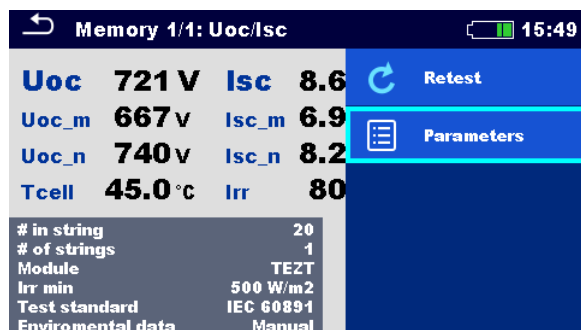 Memory 1/1: Uoc/Isc 15:49
Uoc 721 V Isc 8.6
Uoc_m 667 V Isc_m 6.9
Uoc_n 740 V Isc_n 8.2
Tcell 45.0 °C Irr 80
# in string 20
# of strings 1
Module TEZT
Irr min 500 W/m2
Test standard IEC 60891
Enviromental data Manual
Retest
Parameters